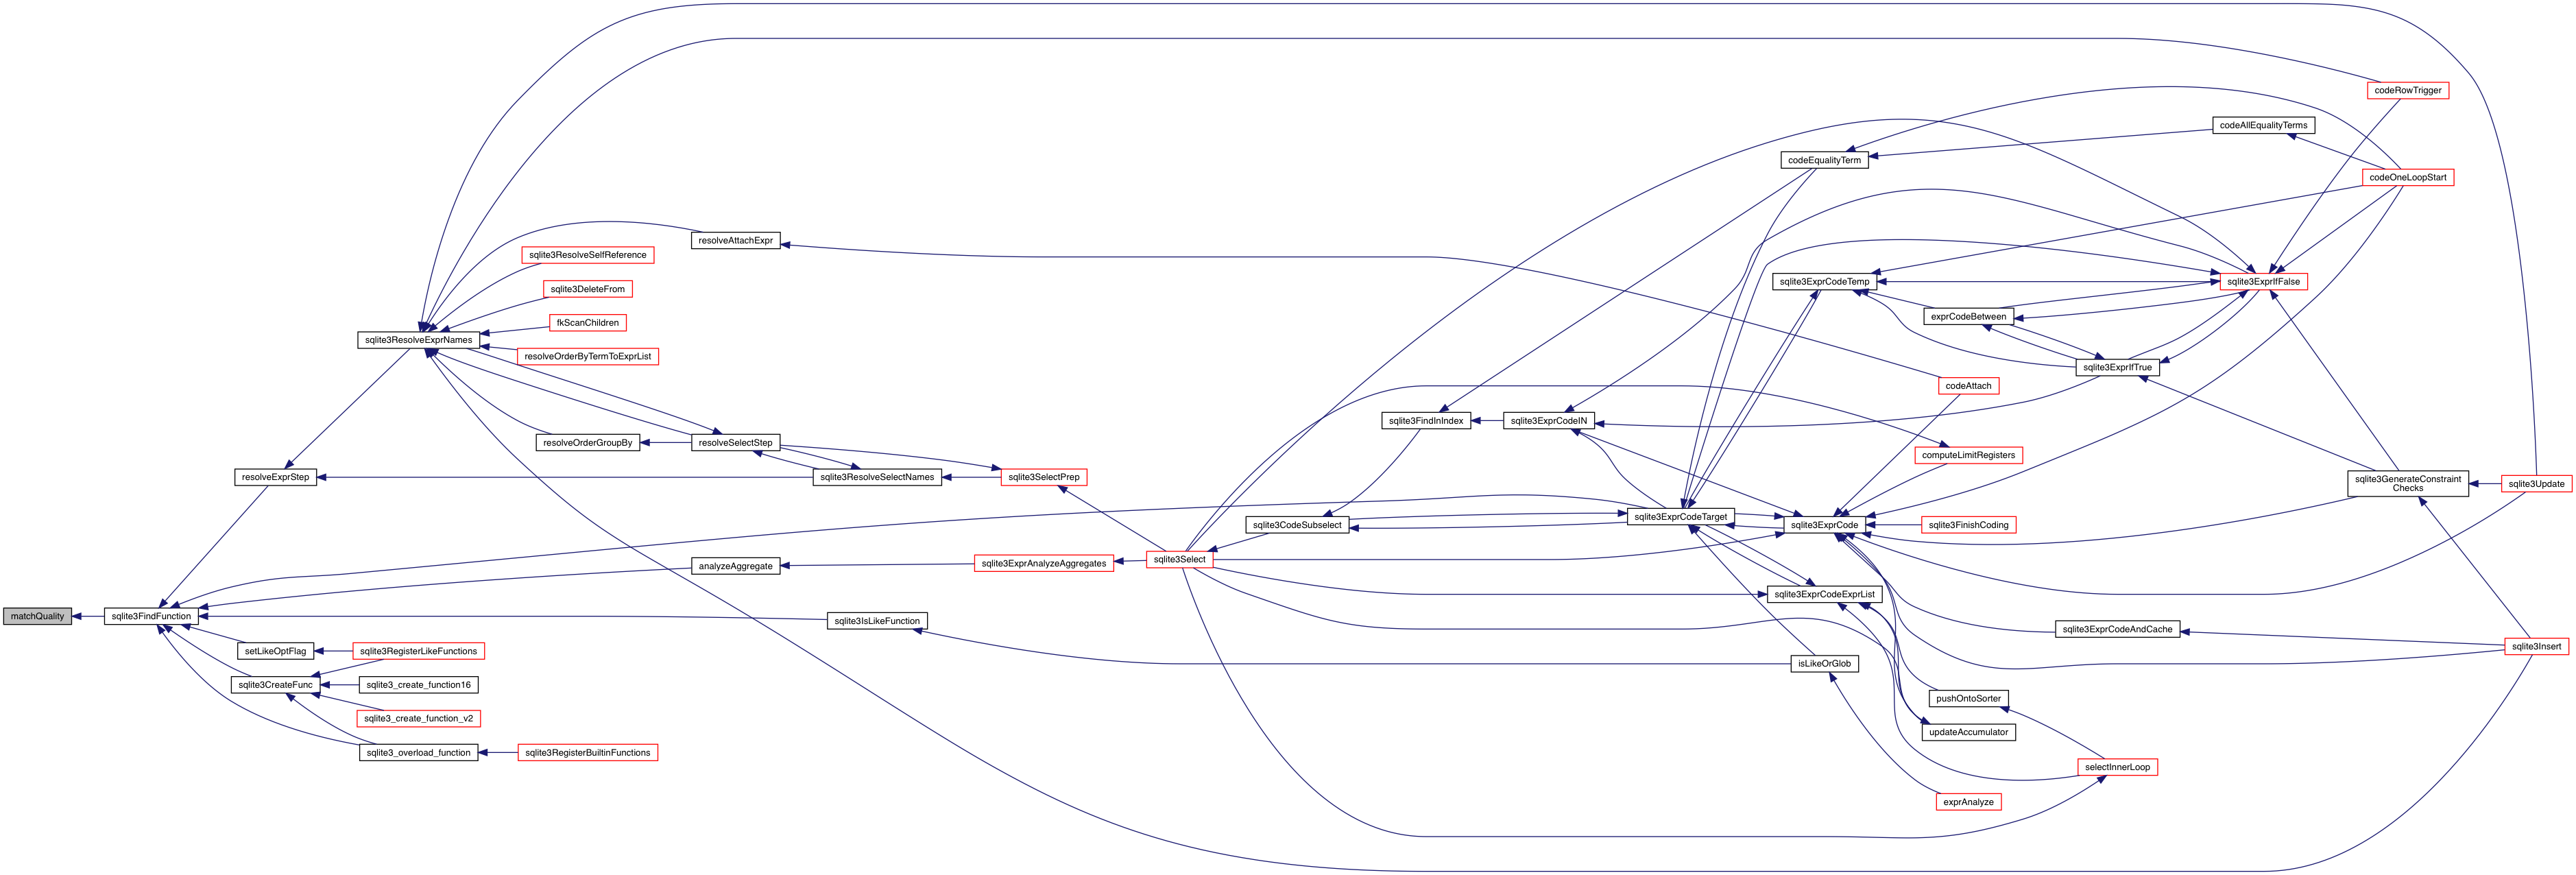 matchQuality
sqlite3FindFunction
resolveExprStep
setLikeOptFlag
sqlite3CreateFunc
sqlite3ResolveExprNames
sqlite3RegisterLikeFunctions
sqlite3_create_function16
sqlite3_create_function_v2
sqlite3_overload_function
sqlite3ResolveSelfReference
sqlite3DeleteFrom
fkScanChildren
resolveOrderByTermToExprList
resolveOrderGroupBy
sqlite3RegisterBuiltinFunctions
resolveAttachExpr
resolveSelectStep
analyzeAggregate
sqlite3ResolveSelectNames
sqlite3IsLikeFunction
sqlite3SelectPrep
sqlite3ExprAnalyzeAggregates
sqlite3Select
sqlite3CodeSubselect
sqlite3FindInIndex
sqlite3ExprCodeIN
sqlite3ExprCodeTarget
codeEqualityTerm
sqlite3ExprCodeTemp
sqlite3ExprCode
sqlite3ExprCodeExprList
isLikeOrGlob
exprCodeBetween
codeAttach
computeLimitRegisters
sqlite3FinishCoding
pushOntoSorter
updateAccumulator
exprAnalyze
sqlite3ExprIfTrue
sqlite3ExprCodeAndCache
selectInnerLoop
codeAllEqualityTerms
sqlite3ExprIfFalse
codeRowTrigger
codeOneLoopStart
sqlite3GenerateConstraint
Checks
sqlite3Update
sqlite3Insert